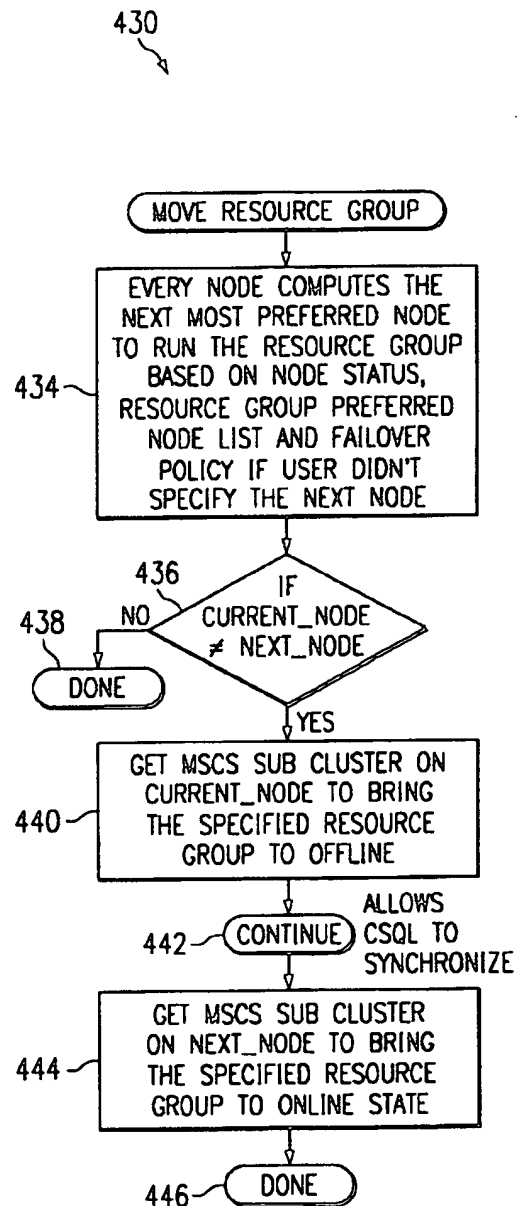 430
MOVE RESOURCE GROUP
EVERY NODE COMPUTES THE
NEXT MOST PREFERRED NODE
TO RUN THE RESOURCE GROUP
BASED ON NODE STATUS,
RESOURCE GROUP PREFERRED
NODE LIST AND FAILOVER
POLICY IF USER DIDN'T
SPECIFY THE NEXT NODE
434
436
IF
CURRENT_NODE
≠ NEXT_NODE
NO
438
DONE
YES
GET MSCS SUB CLUSTER ON
CURRENT_NODE TO BRING
THE SPECIFIED RESOURCE
GROUP TO OFFLINE
440
442
CONTINUE
ALLOWS
CSQL TO
SYNCHRONIZE
GET MSCS SUB CLUSTER
ON NEXT_NODE TO BRING
THE SPECIFIED RESOURCE
GROUP TO ONLINE STATE
444
DONE
446